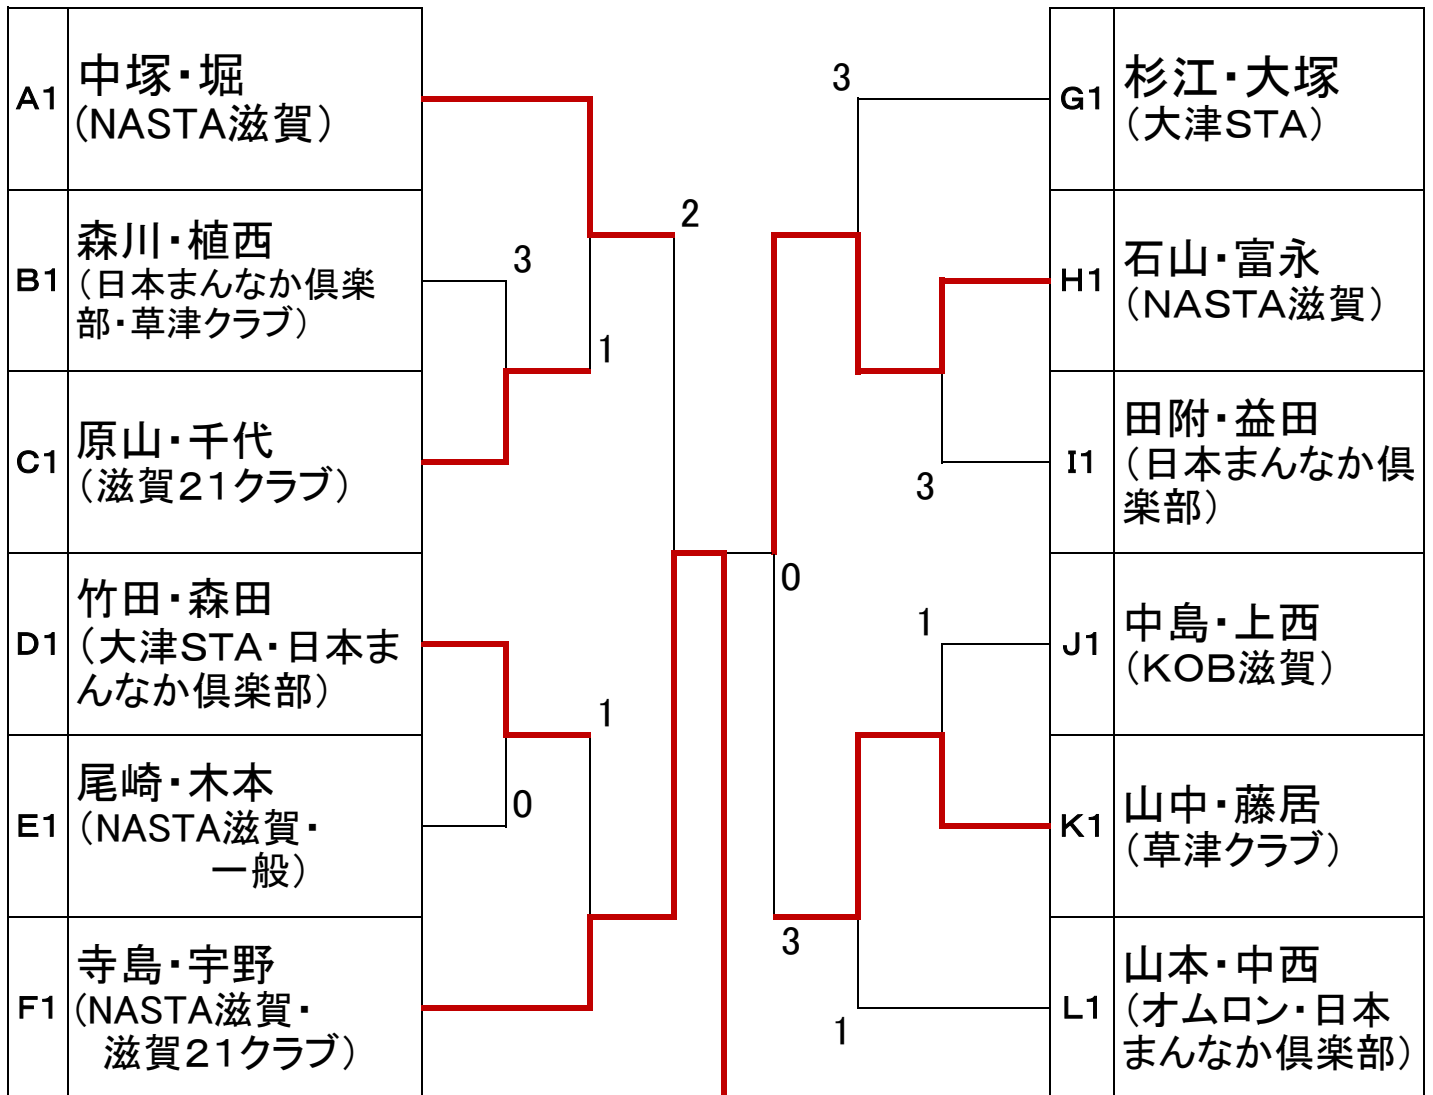 A1
中塚・堀
(NASTA滋賀)
B1
森川・植西
(日本まんなか倶楽
部・草津クラブ)
C1
原山・千代
(滋賀21クラブ)
D1
竹田・森田
(大津STA・日本ま
んなか倶楽部)
E1
尾崎・木本
(NASTA滋賀・
一般)
F1
寺島・宇野
(NASTA滋賀・
滋賀21クラブ)
3
1
2
1
0
3
3
0
1
3
1
G1
杉江・大塚
(大津STA)
H1
石山・富永
(NASTA滋賀)
I1
田附・益田
(日本まんなか倶
楽部)
J1
中島・上西
(KOB滋賀)
K1
山中・藤居
(草津クラブ)
L1
山本・中西
(オムロン・日本
まんなか倶楽部)